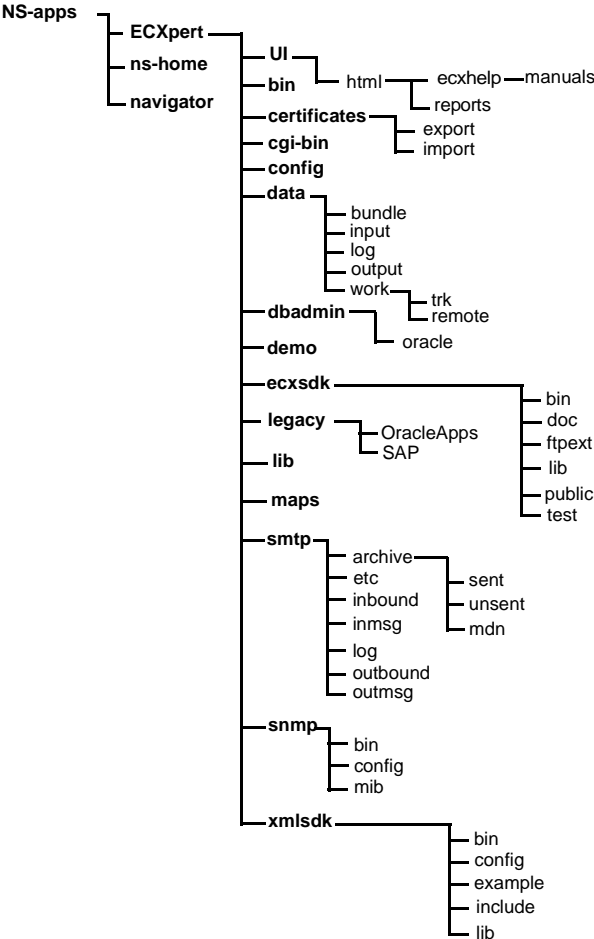 NS-apps
ECXpert
UI
ns-home
html
ecxhelp
manuals
bin
navigator
reports
certificates
export
cgi-bin
import
config
data
bundle
input
log
output
work
trk
dbadmin
remote
oracle
demo
ecxsdk
bin
legacy
doc
OracleApps
ftpext
SAP
lib
lib
maps
public
test
smtp
archive
etc
sent
inbound
unsent
inmsg
mdn
log
outbound
outmsg
snmp
bin
config
mib
xmlsdk
bin
config
example
include
lib